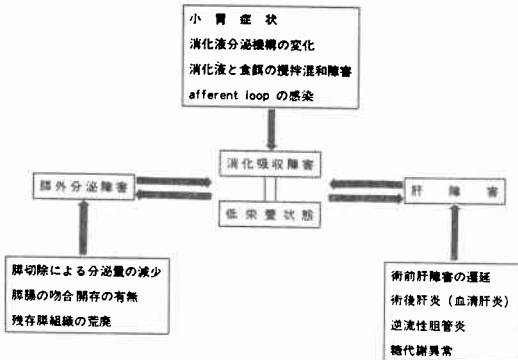 小胃症状
消化液分泌機構の変化
消化液と食餌の攪拌混和障害
afferent loop の感染
消化吸収障害
膵外分泌障害
肝障害
低栄養状態
膵切除による分泌量の減少
膵腸の吻合開存の有無
残存膵組織の荒廃
術前肝障害の遷延
術後肝炎（血清肝炎）
逆流性胆管炎
糖代謝異常